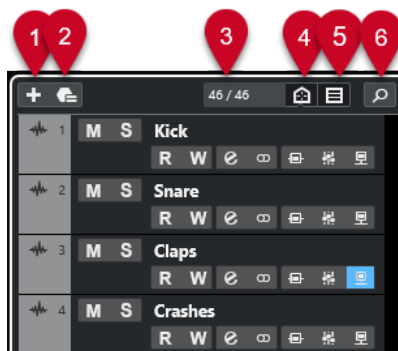 1 2 3 4 5 6
46 / 46
1 M S Kick
R W
2 M S Snare
R W
3 M S Claps
R W
4 M S Crashes
R W